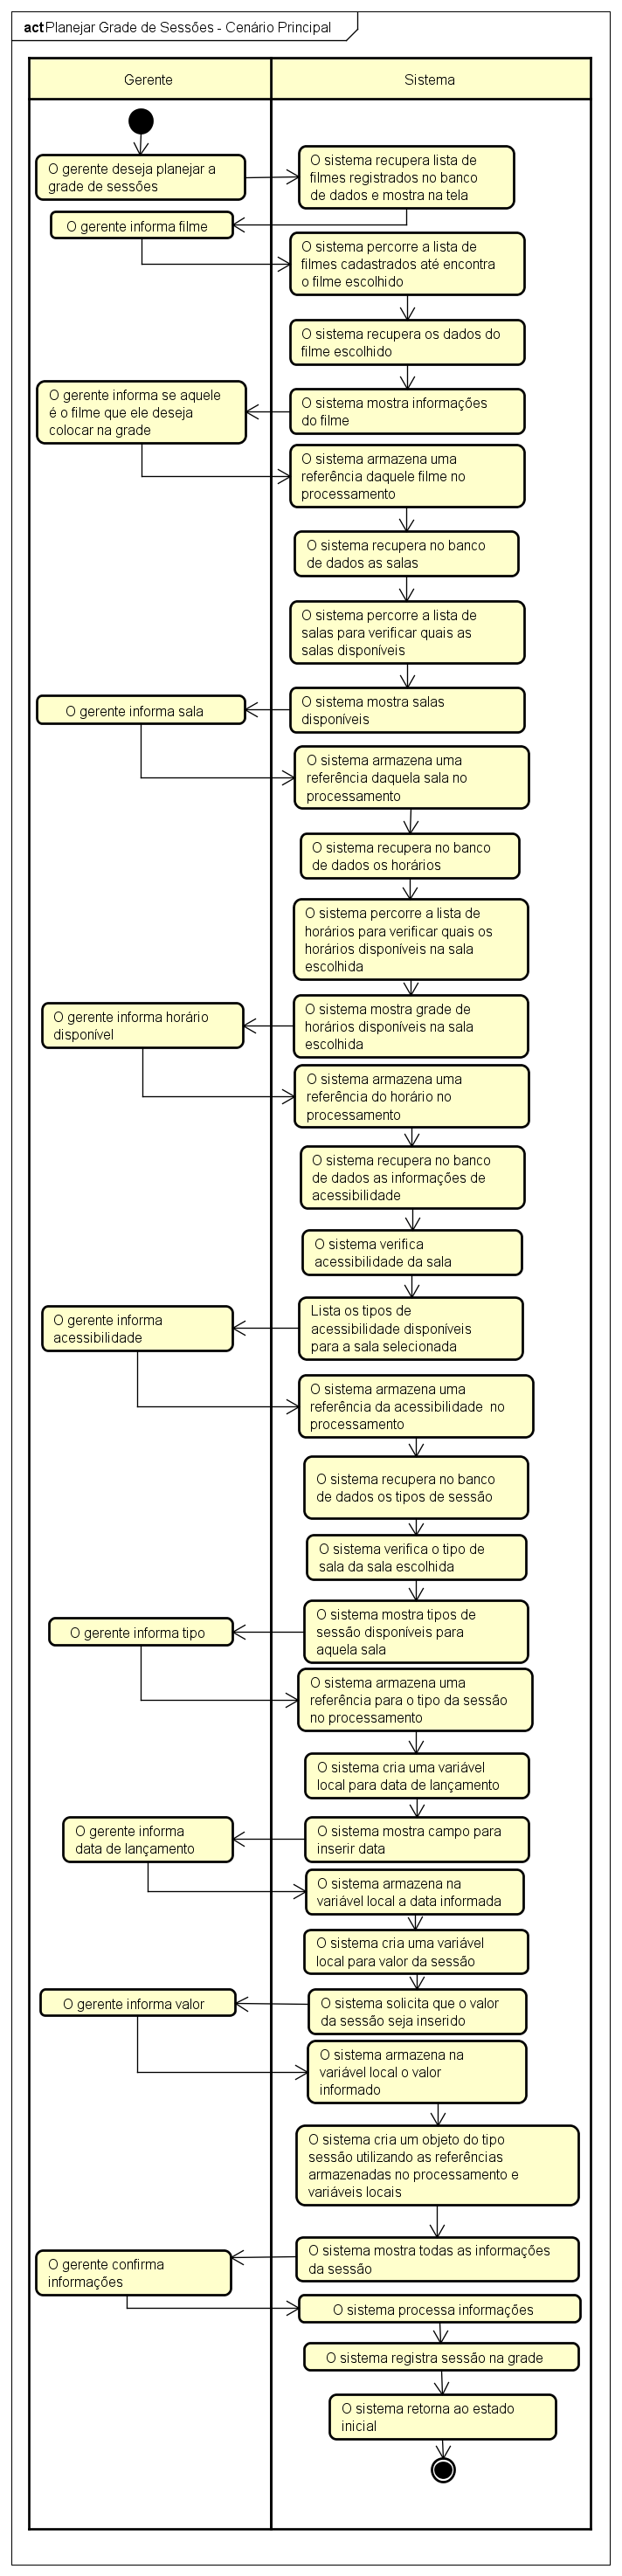 act Planejar Grade de Sessões - Cenário Principal
Gerente
Sistema
O gerente deseja planejar a
grade de sessões
O sistema recupera lista de
filmes registrados no banco
de dados e mostra na tela
O gerente informa filme
O sistema percorre a lista de
filmes cadastrados até encontra
o filme escolhido
O sistema recupera os dados do
filme escolhido
O sistema mostra informações
do filme
O gerente informa se aquele
é o filme que ele deseja
colocar na grade
O sistema armazena uma
referência daquele filme no
processamento
O sistema recupera no banco
de dados as salas
O sistema percorre a lista de
salas para verificar quais as
salas disponíveis
O sistema mostra salas
disponíveis
O gerente informa sala
O sistema armazena uma
referência daquela sala no
processamento
O sistema recupera no banco
de dados os horários
O sistema percorre a lista de
horários para verificar quais os
horários disponíveis na sala
escolhida
O sistema mostra grade de
horários disponíveis na sala
escolhida
O gerente informa horário
disponível
O sistema armazena uma
referência do horário no
processamento
O sistema recupera no banco
de dados as informações de
acessibilidade
O sistema verifica
acessibilidade da sala
Lista os tipos de
acessibilidade disponíveis
para a sala selecionada
O gerente informa
acessibilidade
O sistema armazena uma
referência da acessibilidade no
processamento
O sistema recupera no banco
de dados os tipos de sessão
O sistema verifica o tipo de
sala da sala escolhida
O sistema mostra tipos de
sessão disponíveis para
aquela sala
O gerente informa tipo
O sistema armazena uma
referência para o tipo da sessão
no processamento
O sistema cria uma variável
local para data de lançamento
O sistema mostra campo para
inserir data
O gerente informa
data de lançamento
O sistema armazena na
variável local a data informada
O sistema cria uma variável
local para valor da sessão
O sistema solicita que o valor
da sessão seja inserido
O gerente informa valor
O sistema armazena na
variável local o valor
informado
O sistema cria um objeto do tipo
sessão utilizando as referências
armazenadas no processamento e
variáveis locais
O sistema mostra todas as informações
da sessão
O gerente confirma
informações
O sistema processa informações
O sistema registra sessão na grade
O sistema retorna ao estado
inicial